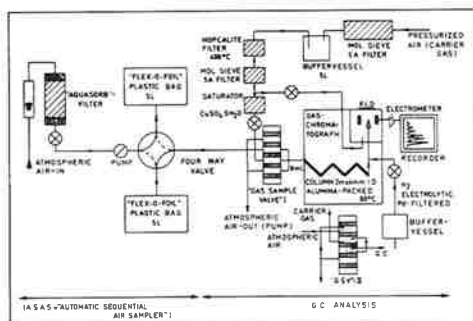 HOPCALITE
FILTER
MOL SIEVE
5A FILTER
SATURATOR
CuSO4 5H2O
BUFFERVESSEL
5L
MOL SIEVE
5A FILTER
PRESSURIZED
AIR (CARRIER
GAS)
AQUASORB
FILTER
ATMOSPHERIC
AIR-IN
"FLEX-O-FOIL"
PLASTIC BAG
5L
PUMP
FOUR WAY
VALVE
"FLEX-O-FOIL"
PLASTIC BAG
5L
"GAS SAMPLE
VALVE"
ATMOSPHERIC
AIR-OUT (PUMP)
GAS-
CHROMA-
TOGRAPH
F.I.D
ELECTROMETER
RECORDER
COLUMN
ALUMINA-PACKED
H2
ELECTROLYTIC,
Pd-FILTERED
BUFFER-
VESSEL
CARRIER
GAS
ATMOSPHERIC
AIR
G C
(A S A S = "AUTOMATIC SEQUENTIAL
AIR SAMPLER")
G C ANALYSIS